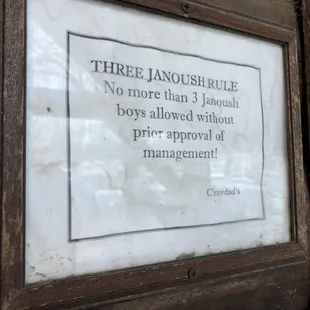 THREE JANOUSH RULE
No more than 3 Janoush
boys allowed without
prior approval of
management!
Crawdad's